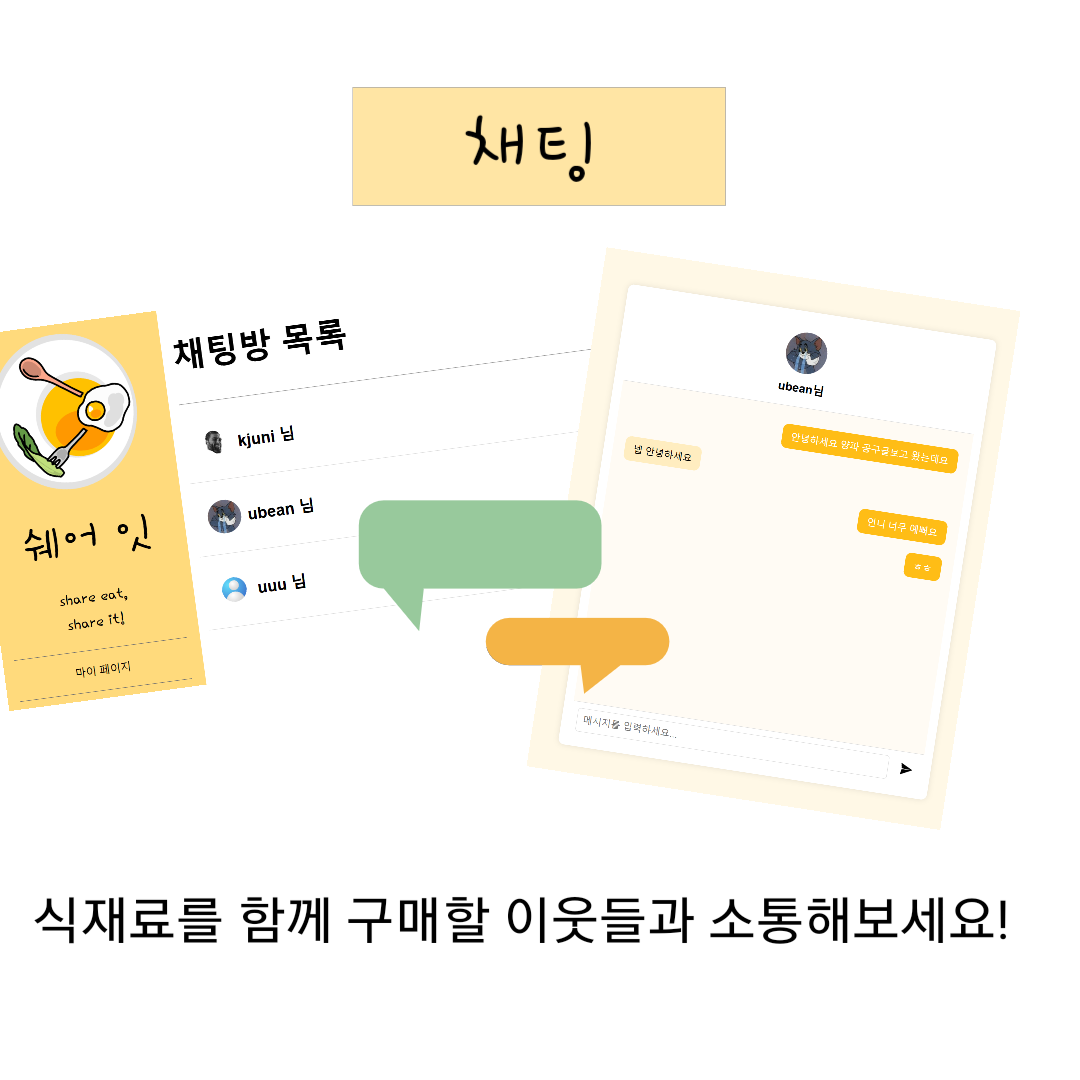 채팅
채팅방 목록
kjuni 님
ubean 님
uuu 님
쉐어 잇
share eat,
share it!
마이 페이지
ubean님
안녕하세요 양파 공구글보고 왔는데요
넵 안녕하세요
언니 너무 예뻐요
ㅎㅎ
메시지를 입력하세요...
식재료를 함께 구매할 이웃들과 소통해보세요!